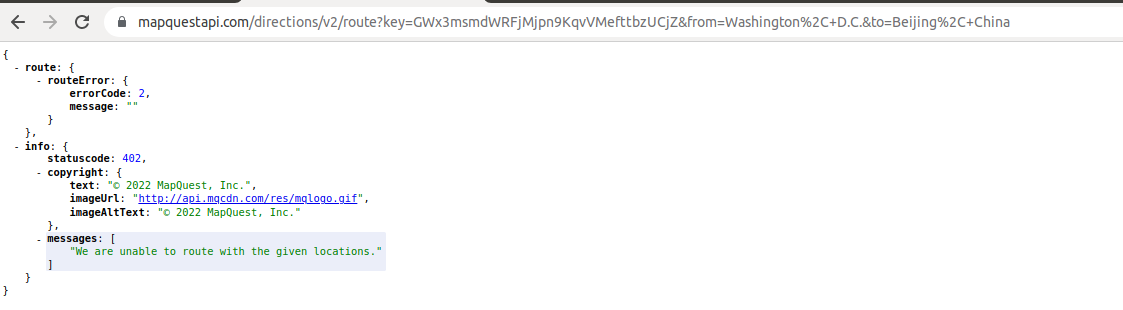 mapquestapi.com/directions/v2/route?key=GWx3msmdWRFjMjpn9KqvVMefttbzUCjZ&from=Washington%2C+D.C.&to=Beijing%2C+China
{
- route: {
- routeError: {
errorCode: 2,
message: ""
}
},
- info: {
statuscode: 402,
- copyright: {
text: "© 2022 MapQuest, Inc.",
imageUrl: "http://api.mqcdn.com/res/mqlogo.gif",
imageAltText: "© 2022 MapQuest, Inc."
},
- messages: [
"We are unable to route with the given locations."
]
}
}